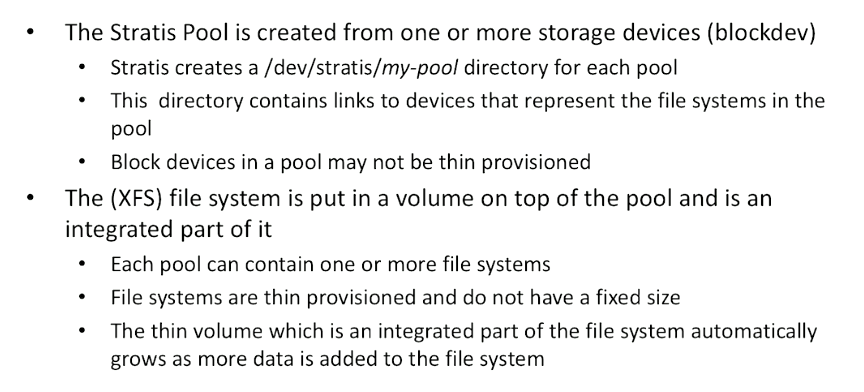 • The Stratis Pool is created from one or more storage devices (blockdev)
• Stratis creates a /dev/stratis/my-pool directory for each pool
• This directory contains links to devices that represent the file systems in the
pool
• Block devices in a pool may not be thin provisioned
• The (XFS) file system is put in a volume on top of the pool and is an
integrated part of it
• Each pool can contain one or more file systems
• File systems are thin provisioned and do not have a fixed size
• The thin volume which is an integrated part of the file system automatically
grows as more data is added to the file system